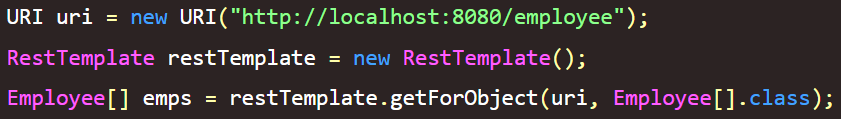 URI uri = new URI("http://localhost:8080/employee");
RestTemplate restTemplate = new RestTemplate();
Employee[] emps = restTemplate.getForObject(uri, Employee[].class);